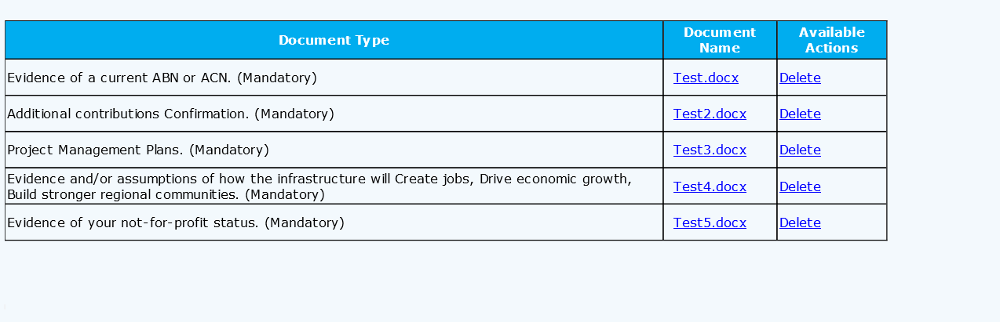 Document Type
Document
Name
Available
Actions
Evidence of a current ABN or ACN. (Mandatory) Test.docx Delete
Additional contributions Confirmation. (Mandatory) Test2.docx Delete
Project Management Plans. (Mandatory) Test3.docx Delete
Evidence and/or assumptions of how the infrastructure will Create jobs, Drive economic growth,
Build stronger regional communities. (Mandatory)
Test4.docx Delete
Evidence of your not-for-profit status. (Mandatory) Test5.docx Delete